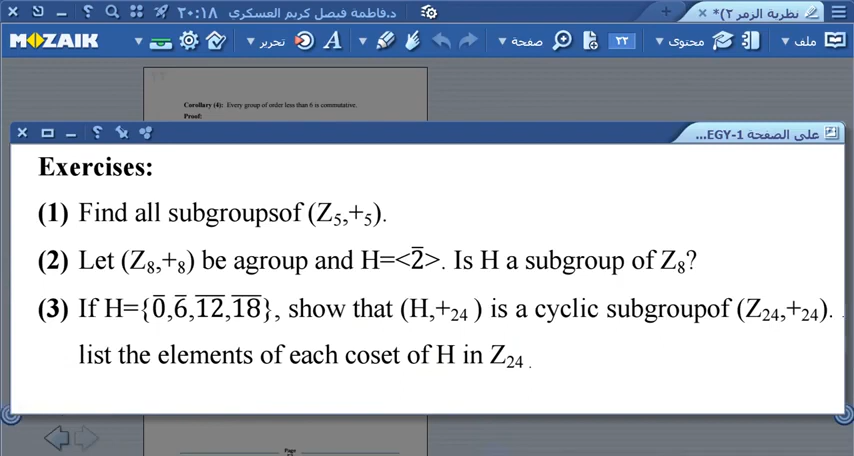 نظرية الزمر ٢)*
د.فاطمة فيصل كريم العسكري
٢٠:١٨
MOZAIK
ملف
محتوى
٢٢
صفحة
A
تحرير
Corollary (4): Every group of order less than 6 is commutative.
Proof:
على الصفحة EGY-1...
Exercises:
(1) Find all subgroupsof (Z₅,+₅).
(2) Let (Z₈,+₈) be agroup and H=<2̅>. Is H a subgroup of Z₈?
(3) If H={0̅,6̅,1̅2̅,1̅8̅}, show that (H,+₂₄ ) is a cyclic subgroupof (Z₂₄,+₂₄).
list the elements of each coset of H in Z₂₄ .
Page